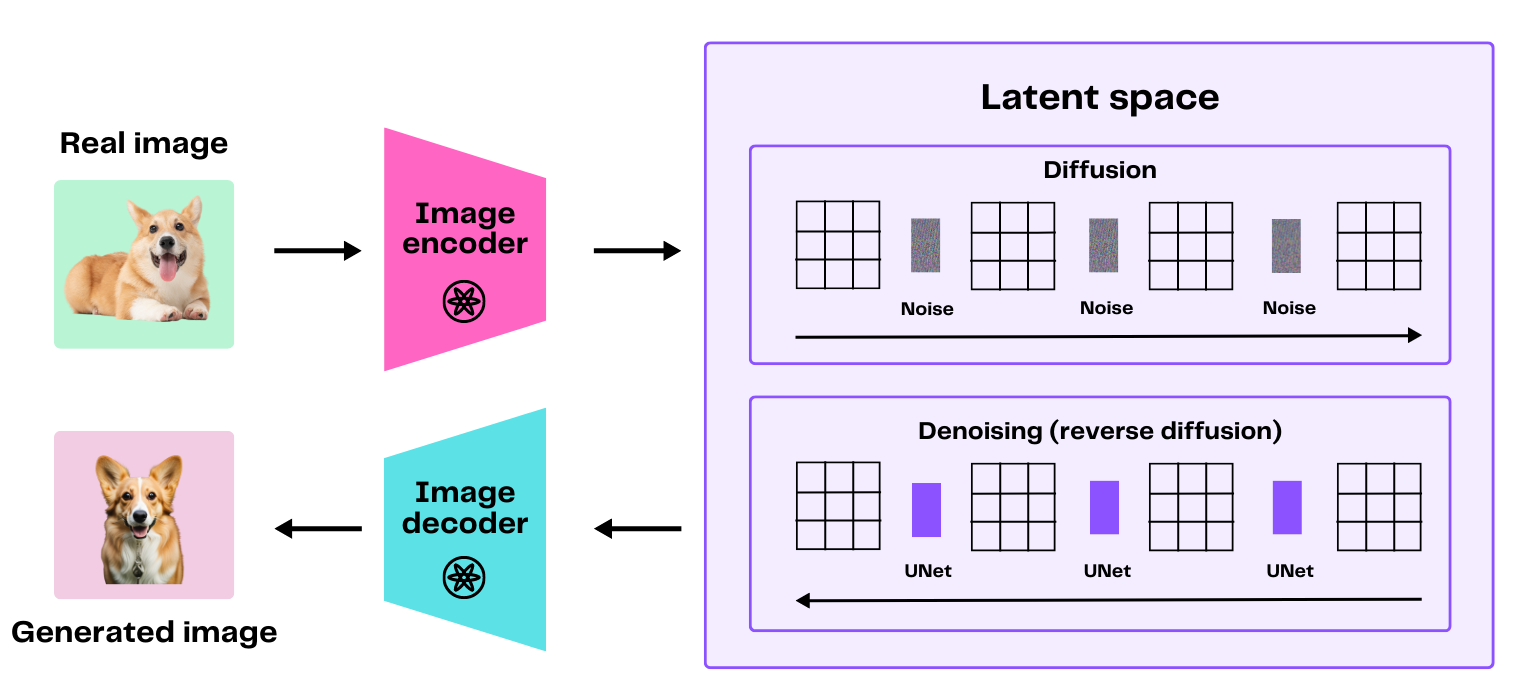 Latent space
Real image
Image
encoder
Diffusion
Noise
Noise
Noise
Denoising (reverse diffusion)
Image
decoder
UNet
UNet
UNet
Generated image